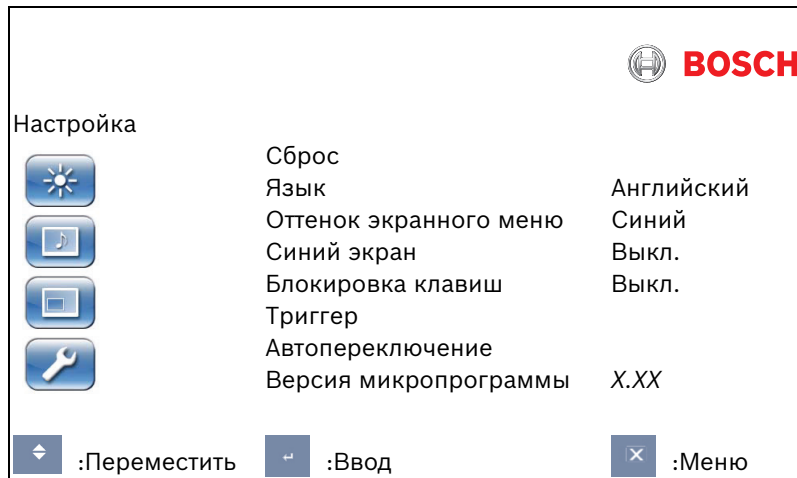 BOSCH
Настройка
Сброс
Язык Английский
Оттенок экранного меню Синий
Синий экран Выкл.
Блокировка клавиш Выкл.
Триггер
Автопереключение
Версия микропрограммы X.XX
:Переместить :Ввод :Меню